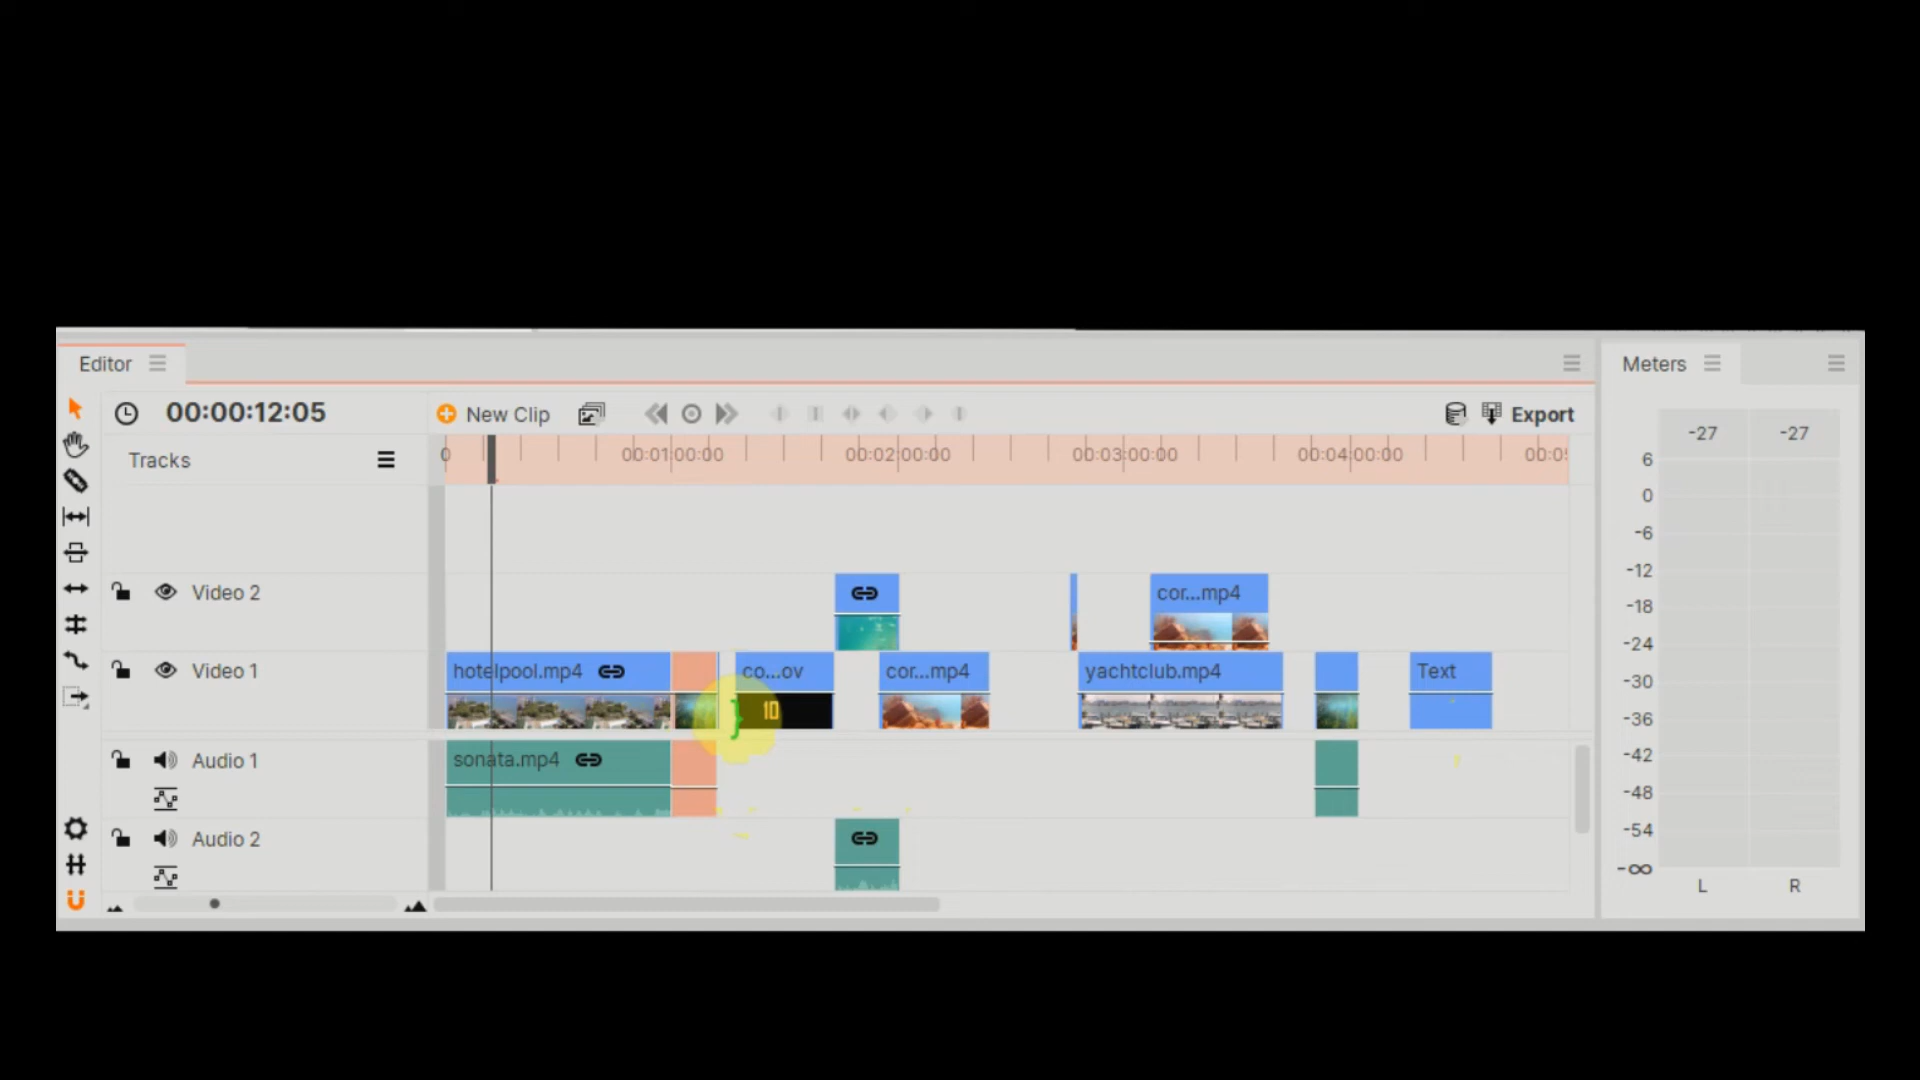 Editor
Meters
00:00:12:05
New Clip
Export
Tracks
0
00:01:00:00
00:02:00:00
00:03:00:00
00:04:00:00
-27
-27
6
0
-6
-12
-18
-24
-30
-36
-42
-48
-54
-∞
L
R
Video 2
cor...mp4
Video 1
hotelpool.mp4
co...ov
cor...mp4
yachtclub.mp4
Text
10
Audio 1
sonata.mp4
Audio 2